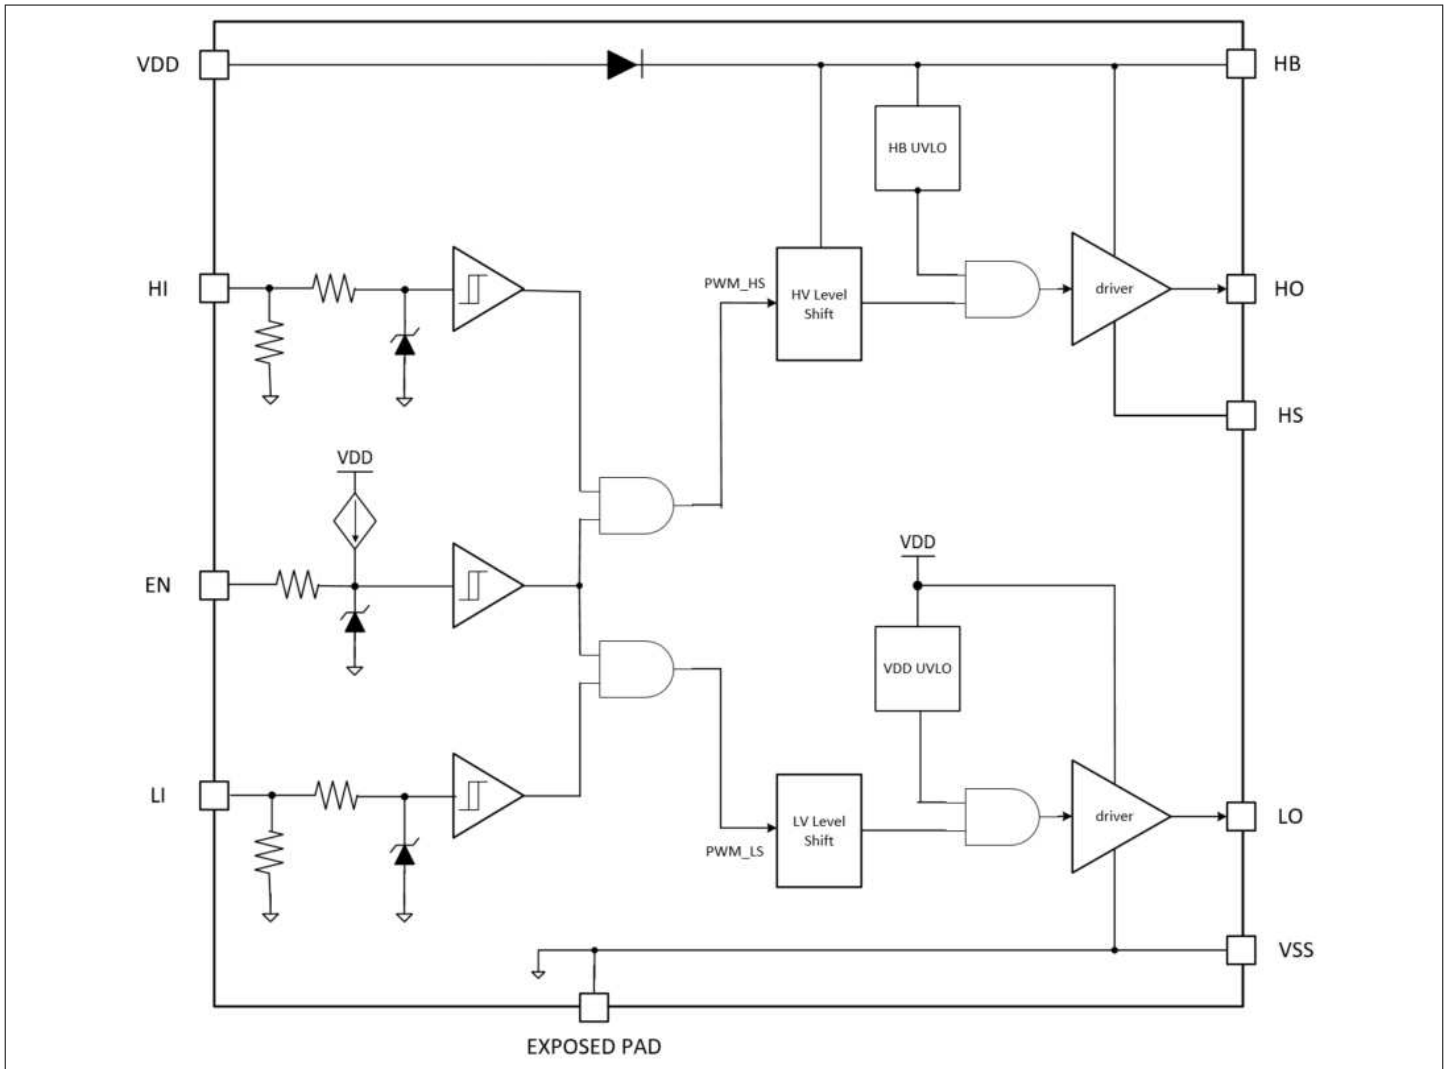 VDD
HB
HB UVLO
HI
PWM_HS
HV Level
Shift
driver
HO
HS
VDD
VDD
EN
VDD UVLO
LI
LV Level
Shift
driver
LO
PWM_LS
VSS
EXPOSED PAD